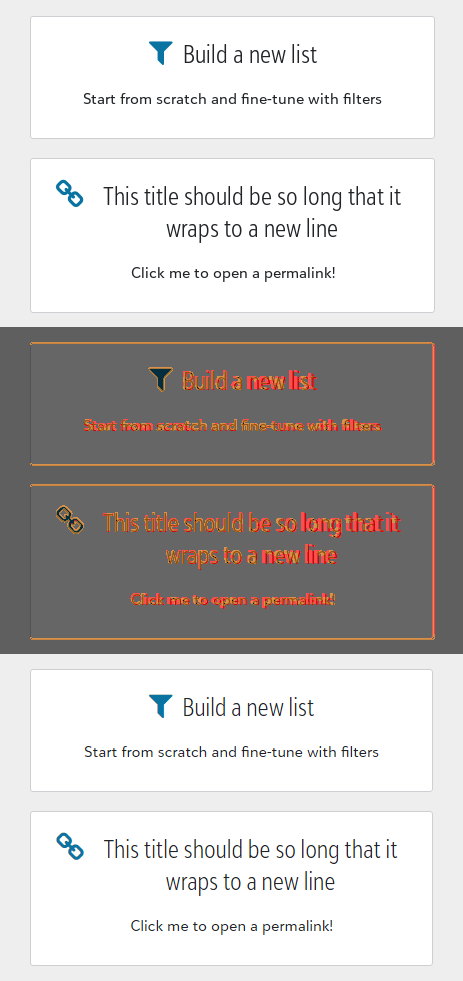 Build a new list
Start from scratch and fine-tune with filters
This title should be so long that it
wraps to a new line
Click me to open a permalink!
Build a new list
Start from scratch and fine-tune with filters
This title should be so long that it
wraps to a new line
Click me to open a permalink!
Build a new list
Start from scratch and fine-tune with filters
This title should be so long that it
wraps to a new line
Click me to open a permalink!